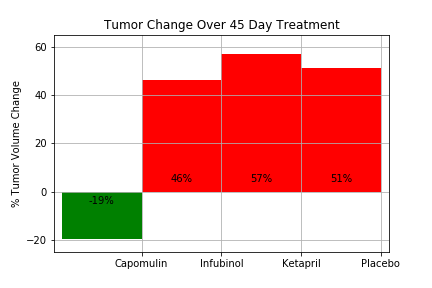 Tumor Change Over 45 Day Treatment
% Tumor Volume Change
60
40
20
0
−20
-19%
46%
57%
51%
Capomulin
Infubinol
Ketapril
Placebo